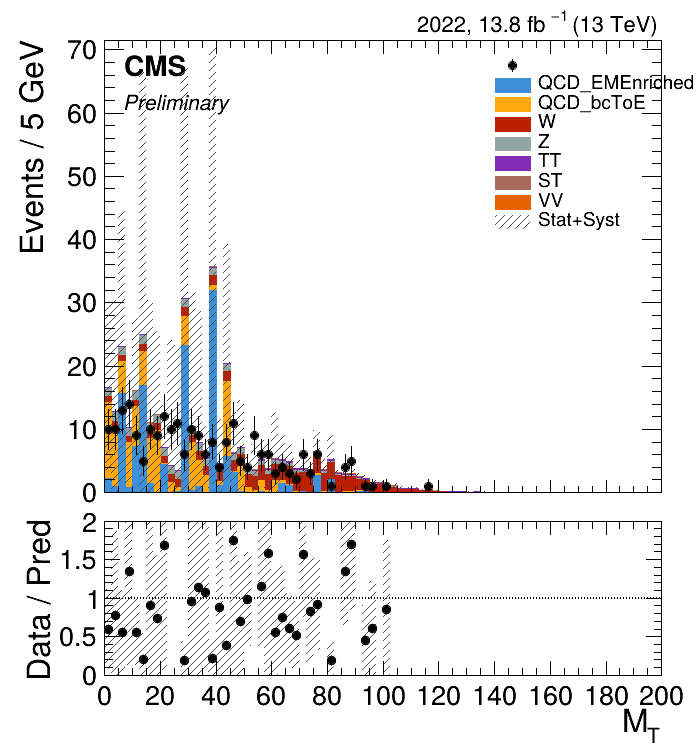 2022, 13.8 fb⁻¹ (13 TeV)
CMS
Preliminary
QCD_EMEnriched
QCD_bcToE
W
Z
TT
ST
VV
Stat+Syst
Events / 5 GeV
70
60
50
40
30
20
10
0
Data / Pred
2
1.5
1
0.5
0
0 20 40 60 80 100 120 140 160 180 200
M_T